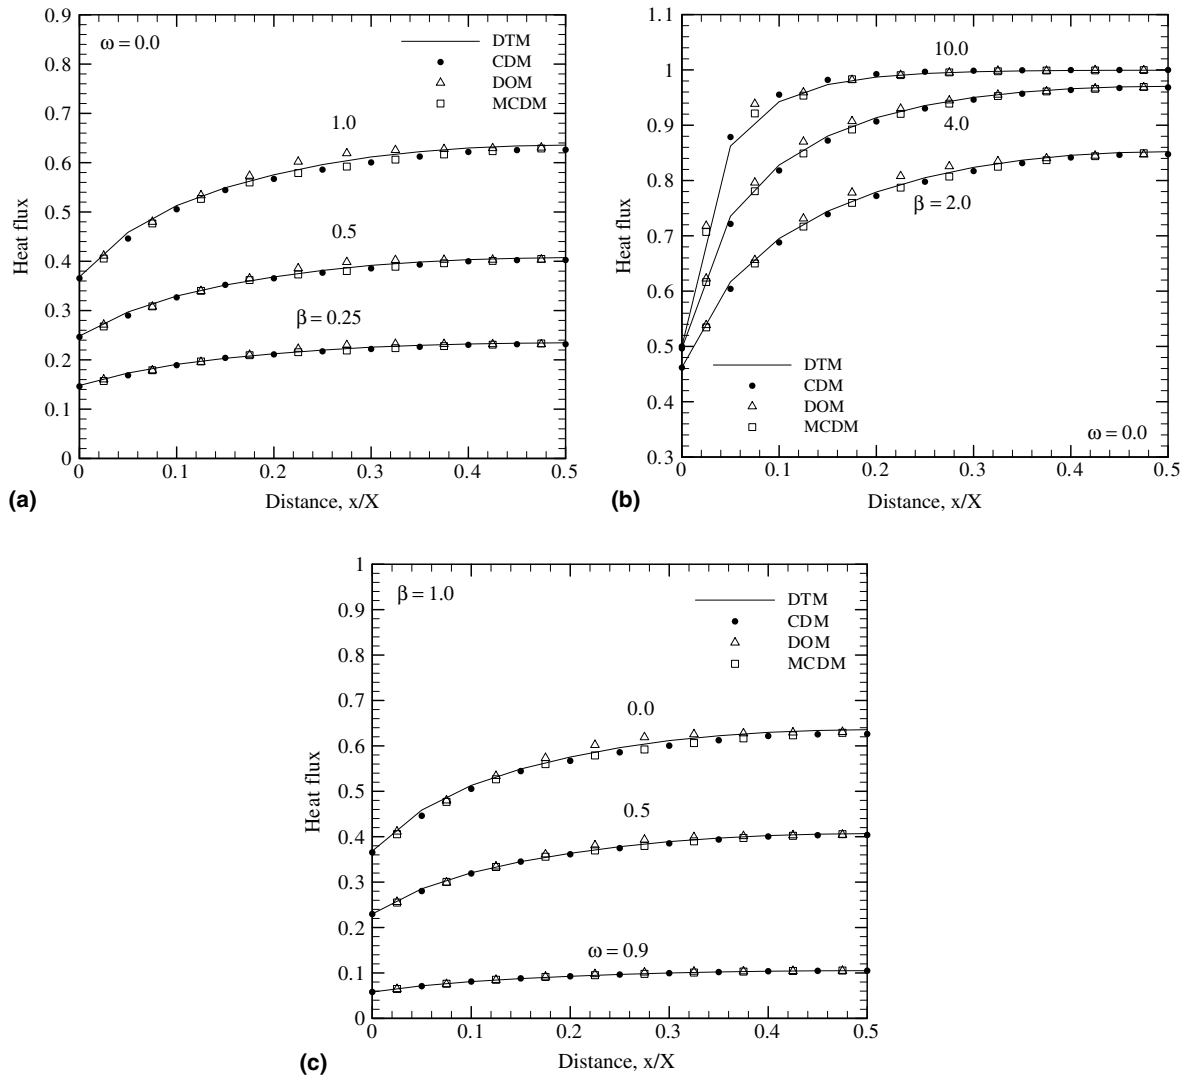 0.9
0.8
0.7
0.6
0.5
0.4
0.3
0.2
0.1
0
Heat flux
ω = 0.0
DTM
CDM
DOM
MCDM
1.0
0.5
β = 0.25
0 0.1 0.2 0.3 0.4 0.5
Distance, x/X
(a)
1.1
1
0.9
0.8
0.7
0.6
0.5
0.4
0.3
Heat flux
10.0
4.0
β = 2.0
DTM
CDM
DOM
MCDM
ω = 0.0
0 0.1 0.2 0.3 0.4 0.5
Distance, x/X
(b)
1
0.9
0.8
0.7
0.6
0.5
0.4
0.3
0.2
0.1
0
Heat flux
β = 1.0
DTM
CDM
DOM
MCDM
0.0
0.5
ω = 0.9
0 0.1 0.2 0.3 0.4 0.5
Distance, x/X
(c)